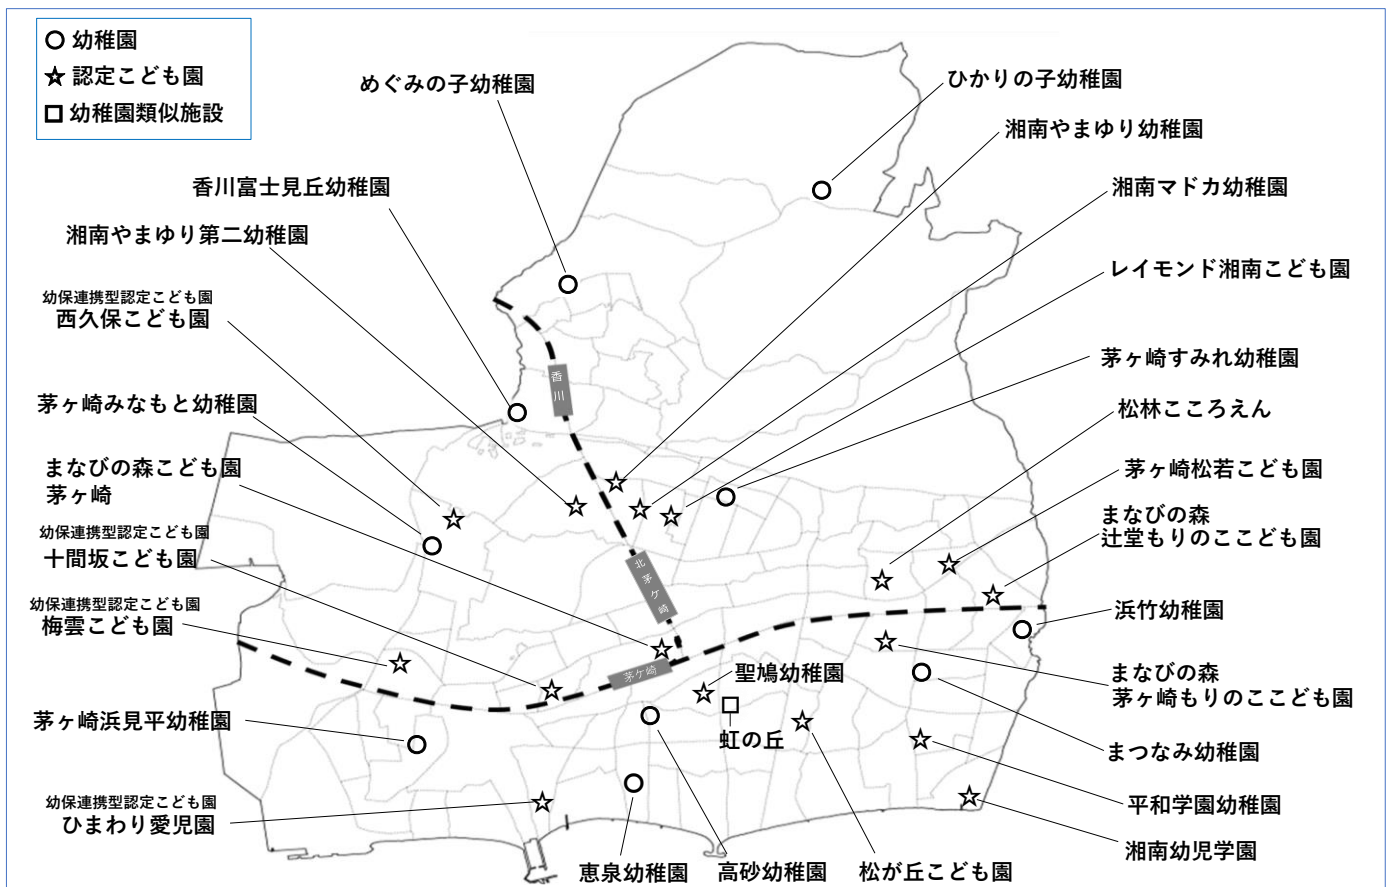 幼稚園
認定こども園
幼稚園類似施設
めぐみの子幼稚園
ひかりの子幼稚園
湘南やまゆり幼稚園
香川富士見丘幼稚園
湘南マドカ幼稚園
湘南やまゆり第二幼稚園
レイモンド湘南こども園
幼保連携型認定こども園
西久保こども園
茅ヶ崎すみれ幼稚園
香川
茅ヶ崎みなもと幼稚園
松林こころえん
まなびの森こども園
茅ヶ崎
茅ヶ崎松若こども園
まなびの森
辻堂もりのここども園
幼保連携型認定こども園
十間坂こども園
北茅ケ崎
幼保連携型認定こども園
梅雲こども園
浜竹幼稚園
茅ケ崎
聖鳩幼稚園
まなびの森
茅ヶ崎もりのここども園
茅ヶ崎浜見平幼稚園
虹の丘
まつなみ幼稚園
幼保連携型認定こども園
ひまわり愛児園
平和学園幼稚園
湘南幼児学園
恵泉幼稚園
高砂幼稚園
松が丘こども園